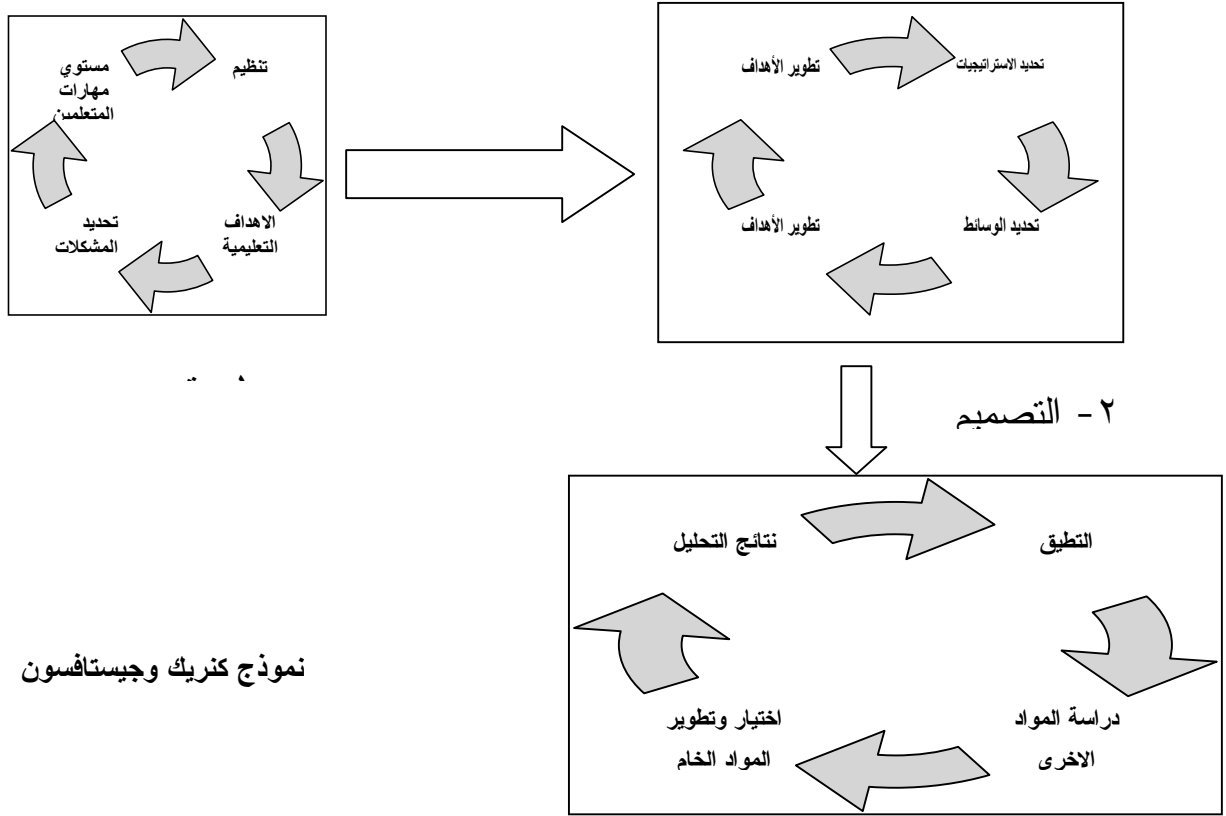 تنظيم
مستوي
مهارات
المتعلمين
الاهداف
التعليمية
تحديد
المشكلات
تحديد الاستراتيجيات
تطوير الأهداف
تحديد الوسائط
تطوير الأهداف
٢ - التصميم
التطيق
نتائج التحليل
دراسة المواد
الاخرى
اختيار وتطوير
المواد الخام
نموذج كنريك وجيستافسون